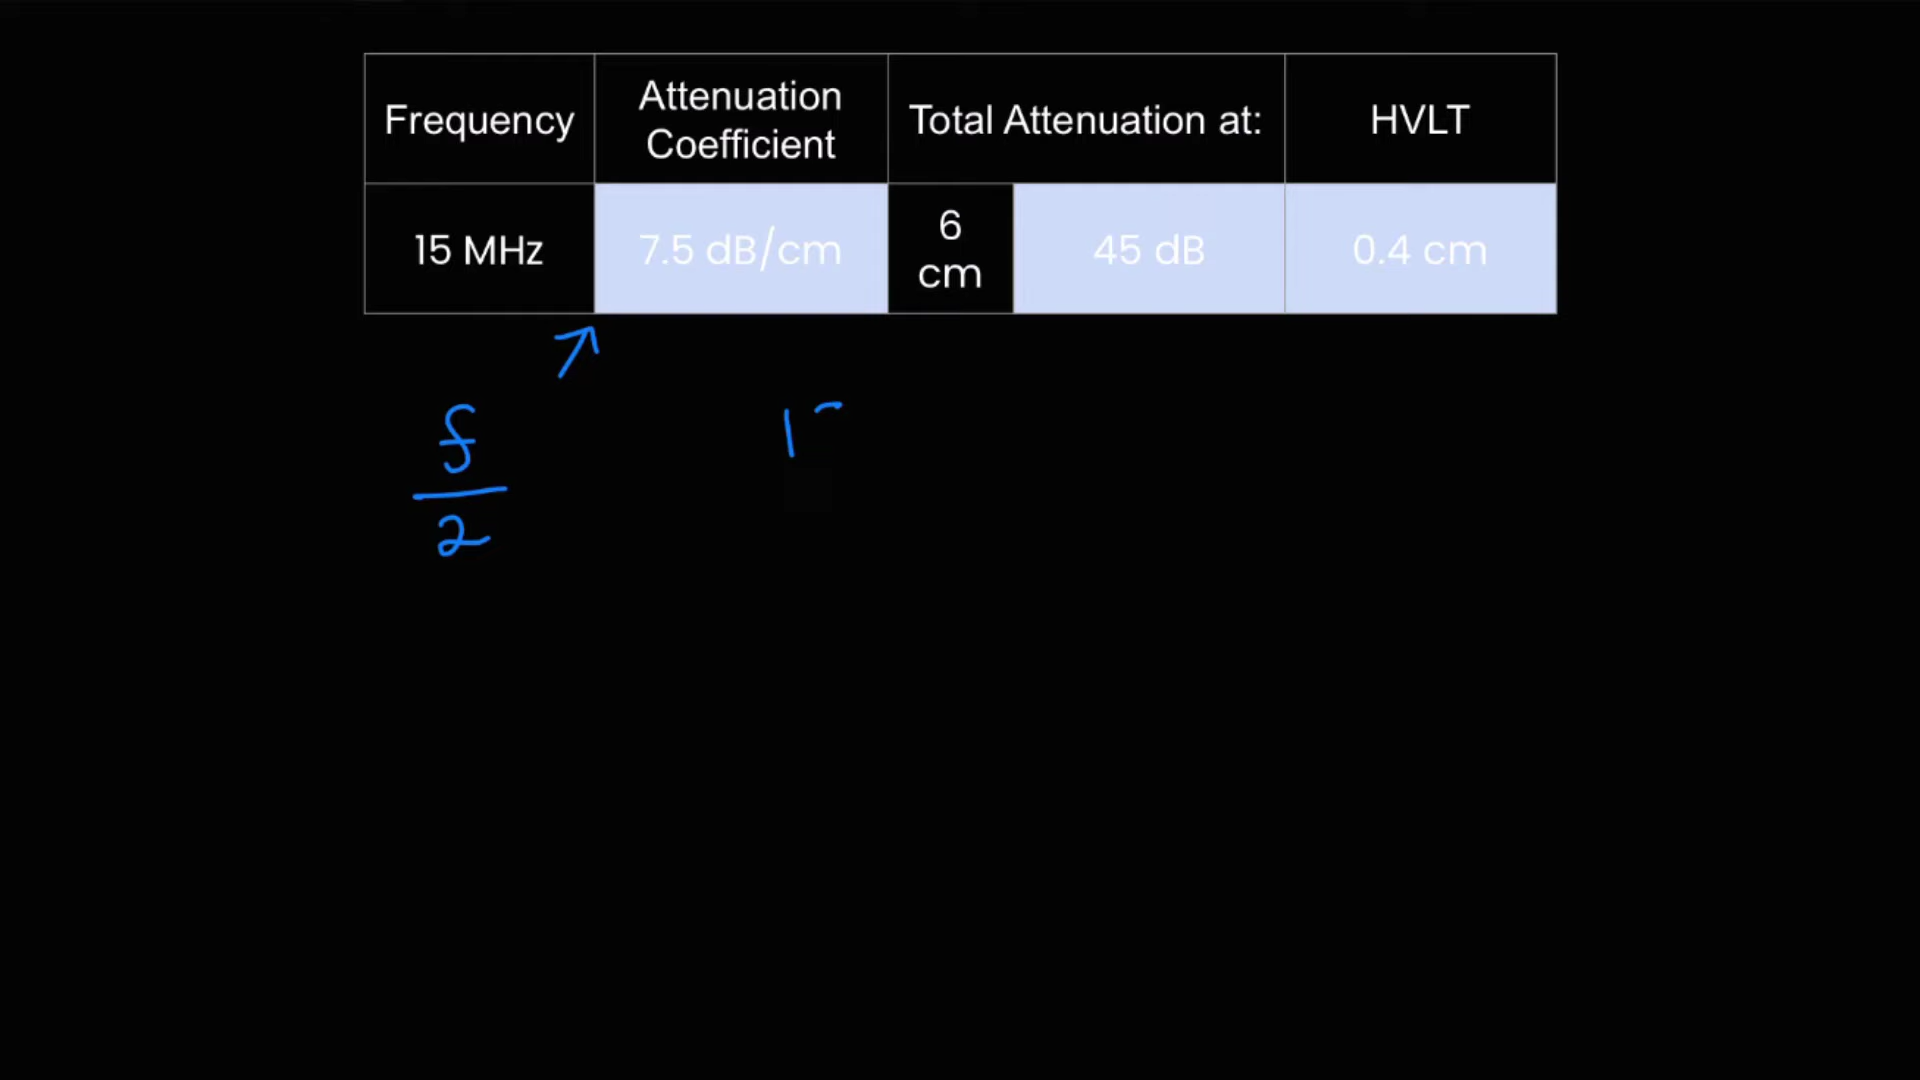 Frequency
Attenuation
Coefficient
Total Attenuation at:
HVLT
15 MHz
7.5 dB/cm
6
cm
45 dB
0.4 cm
f
2
1